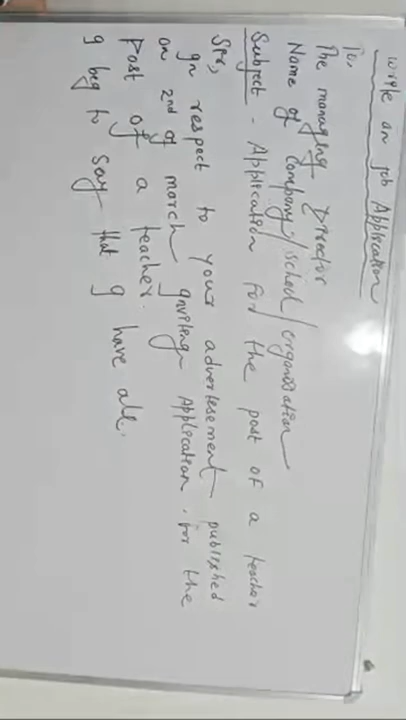 Write an job Application
To,
The managing Director
Name of Company/school/organisation
Subject - Application for the post of a teacher
Sir,
In respect to your advertisement published
on 2nd of march inviting Application for the
Post of a teacher.
I beg to say that I have all.